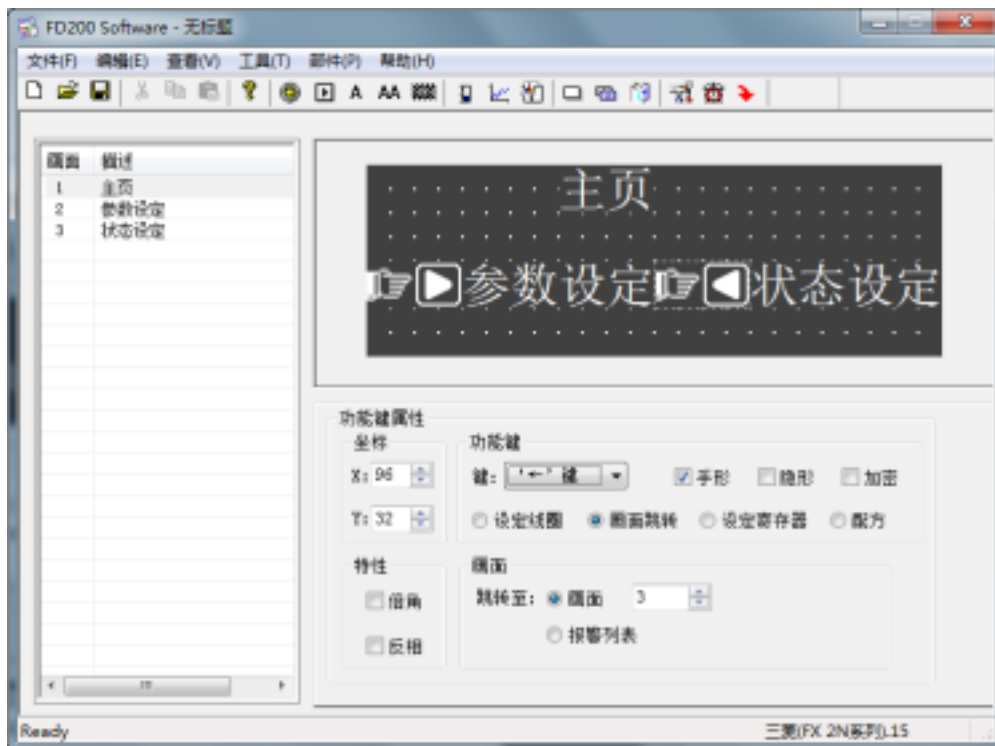 FD200 Software - 无标题
文件(F) 编辑(E) 查看(V) 工具(T) 部件(P) 帮助(H)
A AA
画面 描述
1 主页
2 参数设定
3 状态设定
主页
参数设定 状态设定
功能键属性
坐标
X: 96
Y: 32
功能键
键: '←' 键 手形 隐形 加密
设定线圈 画面跳转 设定寄存器 配方
特性
倍角
反相
画面
跳转至: 画面 3
报警列表
Ready 三菱(FX 2N系列).15